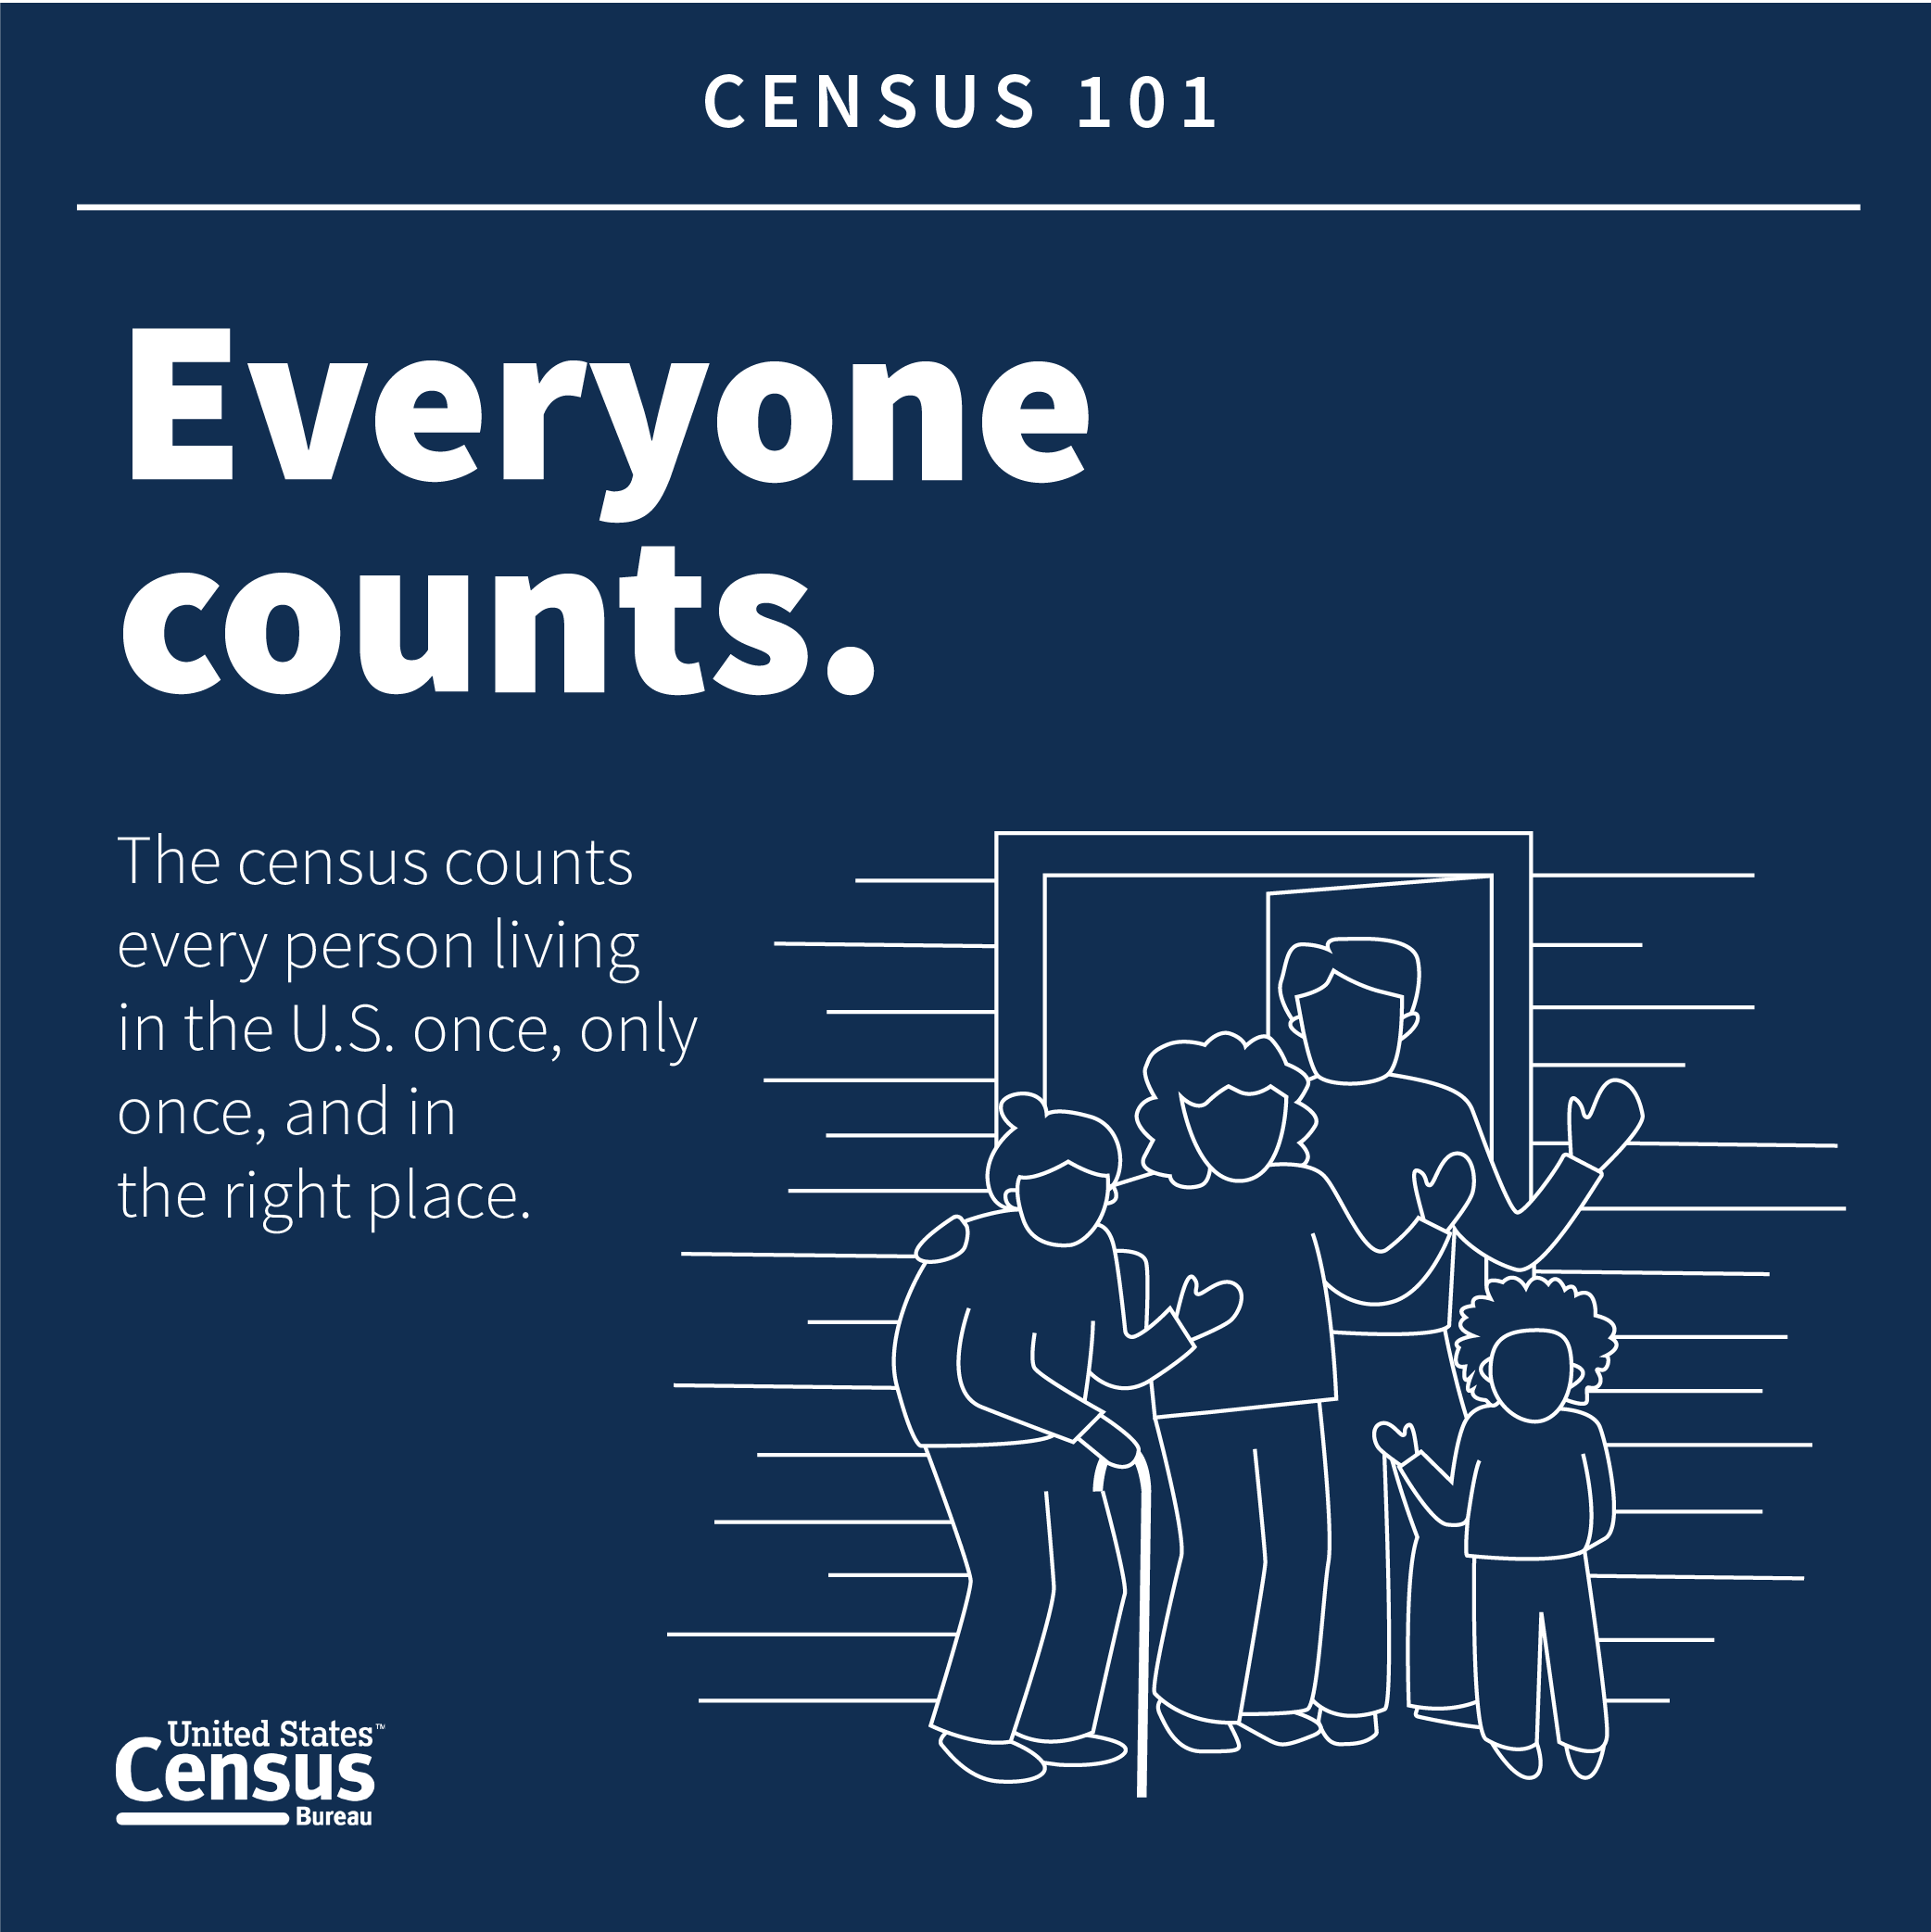 CENSUS 101
Everyone
counts.
The census counts
every person living
in the U.S. once, only
once, and in
the right place.
United States™
Census
Bureau